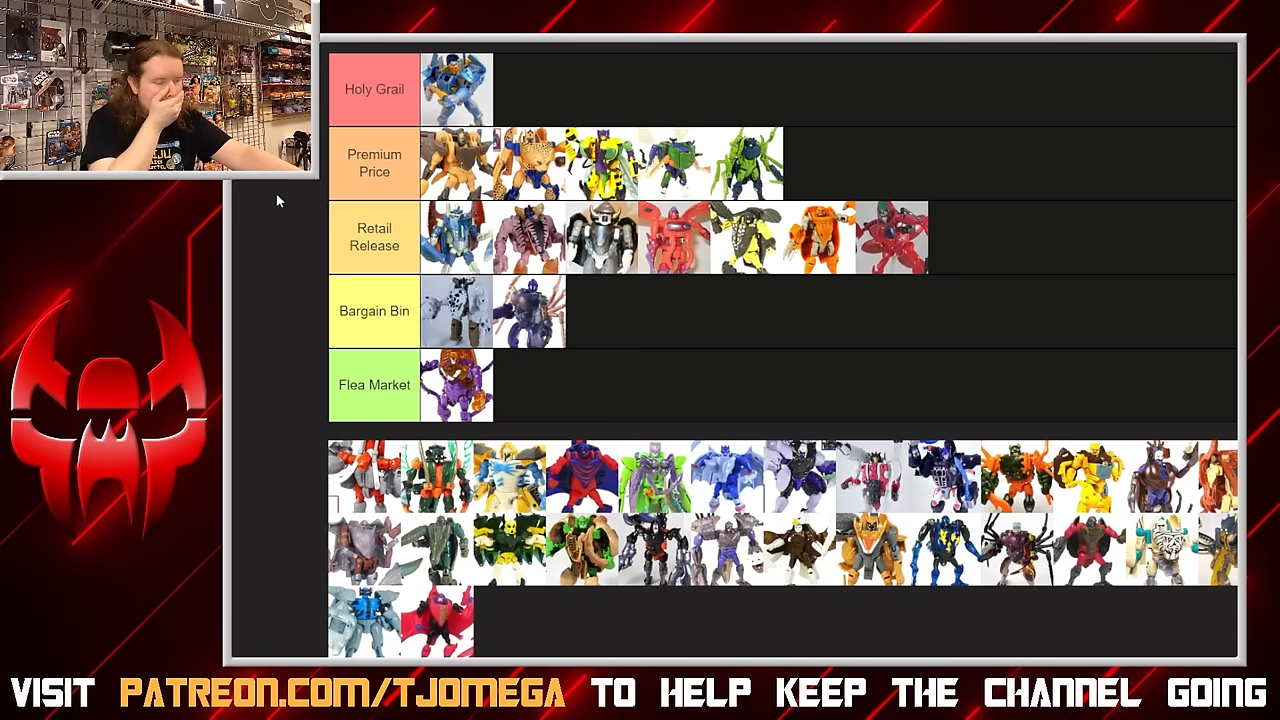 Holy Grail
Premium
Price
Retail
Release
Bargain Bin
Flea Market
VISIT PATREON.COM/TJOMEGA TO HELP KEEP THE CHANNEL GOING